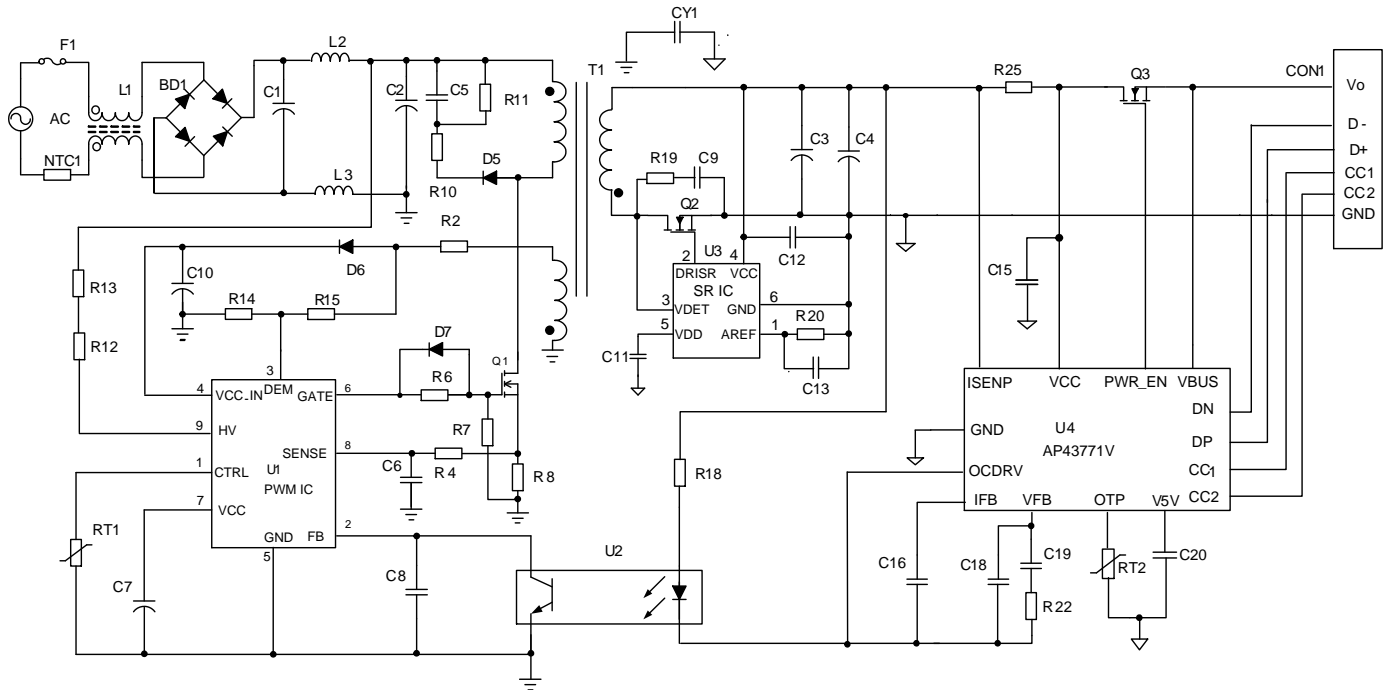 CY1
F1
L2
T1
R25
Q3
CON1
L1
BD1
C1
C2
C5
R11
Vo
AC
D -
C3
C4
D+
NTC1
R19
C9
CC1
D5
CC2
L3
R10
Q2
GND
R2
U3
2
4
C12
D6
DRISR
VCC
C15
C10
SR IC
R13
R14
R15
3
VDET
GND
6
R20
5
VDD
AREF
1
R12
D7
C11
C13
Q1
3
R6
4
VCC_IN
DEM
GATE
6
ISENP
VCC
PWR_EN
VBUS
R7
DN
9
HV
GND
U4
SENSE
8
DP
AP43771V
1
CTRL
U1
C6
R 4
R 8
R18
OCDRV
CC1
PWM IC
7
VCC
IFB
VFB
OTP
V5V
CC2
RT1
GND
FB
2
5
U2
C19
C16
C18
RT2
C20
C7
C8
R22